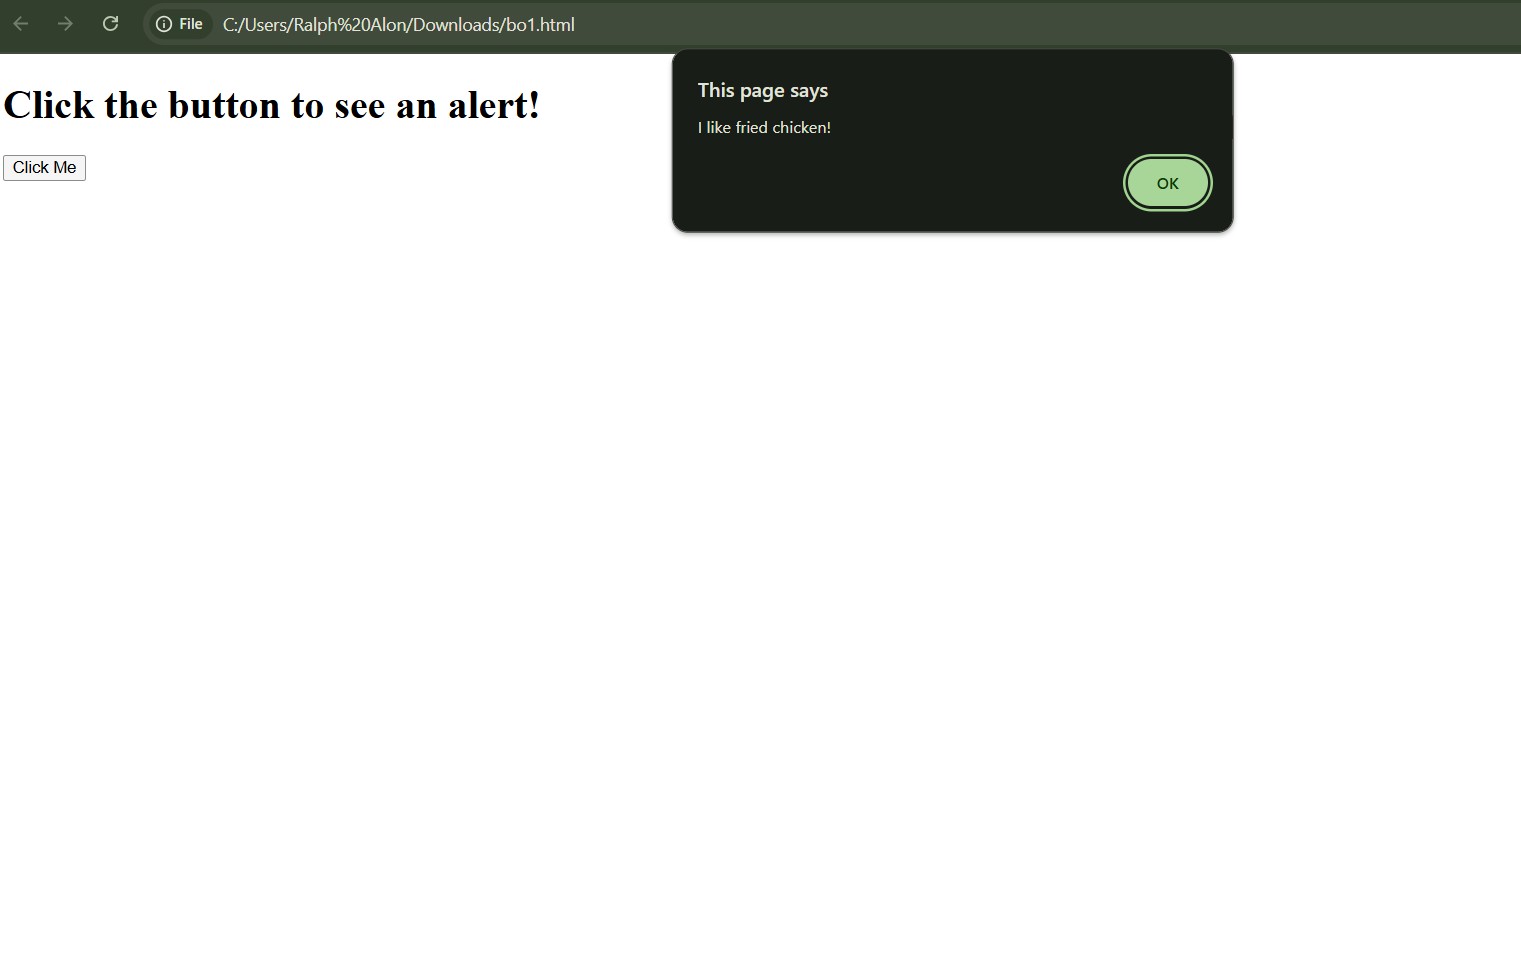 File C:/Users/Ralph%20Alon/Downloads/bo1.html
Click the button to see an alert!
Click Me
This page says
I like fried chicken!
OK